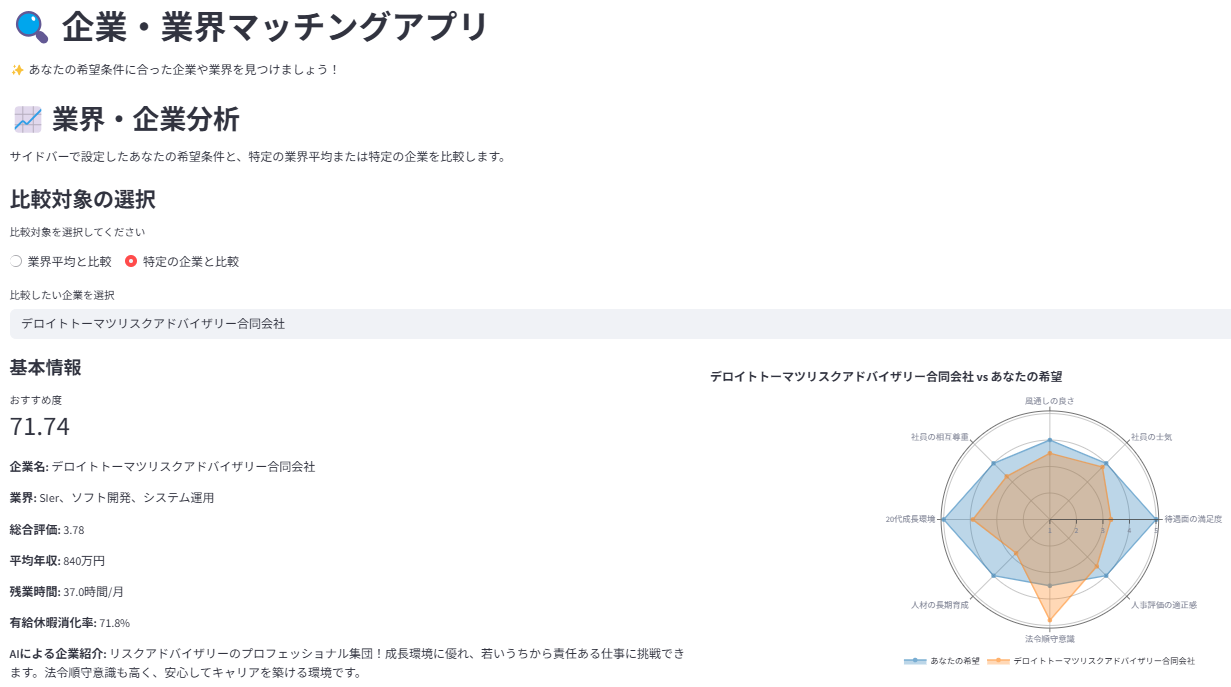 企業・業界マッチングアプリ
✨ あなたの希望条件に合った企業や業界を見つけましょう！
業界・企業分析
サイドバーで設定したあなたの希望条件と、特定の業界平均または特定の企業を比較します。
比較対象の選択
比較対象を選択してください
業界平均と比較 特定の企業と比較
比較したい企業を選択
デロイトトーマツリスクアドバイザリー合同会社
基本情報
おすすめ度
71.74
企業名: デロイトトーマツリスクアドバイザリー合同会社
業界: SIer、ソフト開発、システム運用
総合評価: 3.78
平均年収: 840万円
残業時間: 37.0時間/月
有給休暇消化率: 71.8%
AIによる企業紹介: リスクアドバイザリーのプロフェッショナル集団！成長環境に優れ、若いうちから責任ある仕事に挑戦でき
ます。法令順守意識も高く、安心してキャリアを築ける環境です。
デロイトトーマツリスクアドバイザリー合同会社 vs あなたの希望
風通しの良さ
社員の相互尊重
社員の士気
20代成長環境
待遇面の満足度
1 2 3 4 5
人材の長期育成
人事評価の適正感
法令順守意識
あなたの希望
デロイトトーマツリスクアドバイザリー合同会社